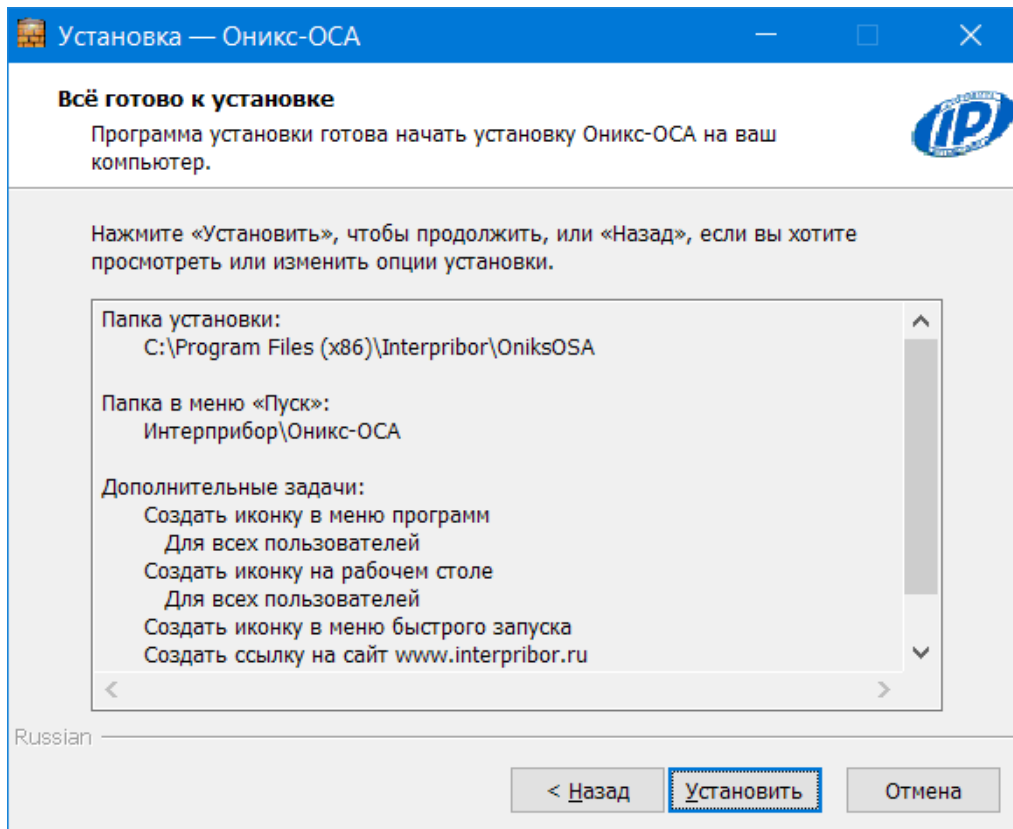 Установка — Оникс-ОСА
Всё готово к установке
Программа установки готова начать установку Оникс-ОСА на ваш
компьютер.
IP
Нажмите «Установить», чтобы продолжить, или «Назад», если вы хотите
просмотреть или изменить опции установки.
Папка установки:
C:\Program Files (x86)\Interpribor\OniksOSA
Папка в меню «Пуск»:
Интерприбор\Оникс-ОСА
Дополнительные задачи:
Создать иконку в меню программ
Для всех пользователей
Создать иконку на рабочем столе
Для всех пользователей
Создать иконку в меню быстрого запуска
Создать ссылку на сайт www.interpribor.ru
Russian
< Назад
Установить
Отмена